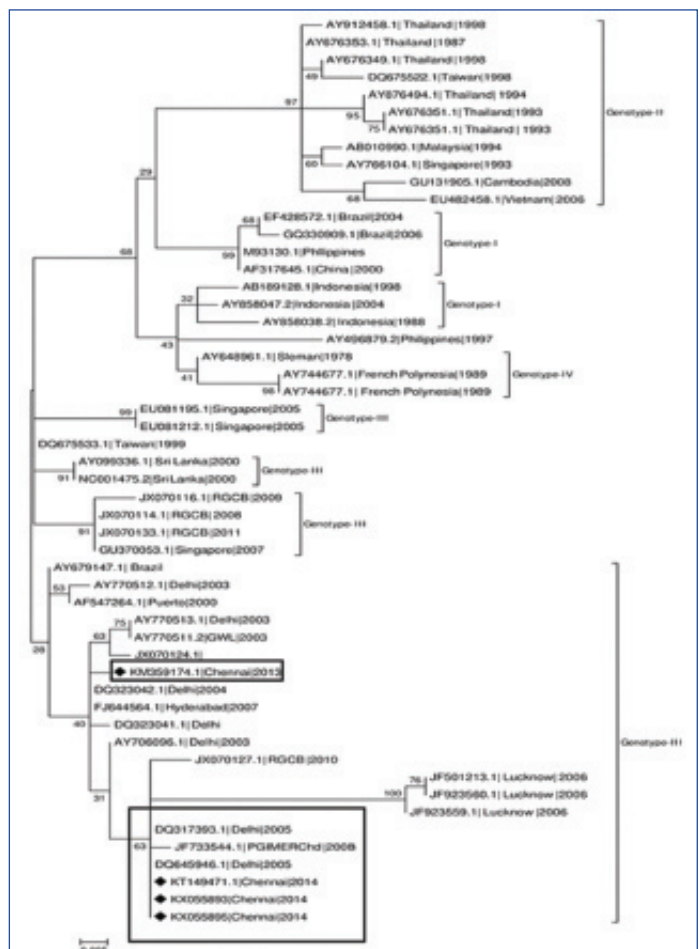 AY912458.1| Thailand|1998
AY676353.1| Thailand|1987
AY676349.1| Thailand|1998
49
DQ675522.1| Taiwan|1998
97
AY876494.1| Thailand| 1994
Genotype-II
95
AY676351.1| Thailand|1993
75
AY676351.1| Thailand | 1993
AB010990.1| Malaysia|1994
60
AY766104.1| Singapore|1993
29
GU131905.1| Cambodia|2008
68
EU482458.1| Vietnam | 2006
68
EF428572.1| Brazil|2004
GQ330909.1| Brazil|2006
Genotype-I
99
M93130.1| Philippines
68
AF317645.1| China | 2000
AB189128.1| Indonesia|1998
32
AY858047.2| Indonesia | 2004
Genotype-I
AY858038.2| Indonesia|1988
43
AY496879.2| Philippines|1997
AY648961.1| Sleman|1978
41
AY744677.1| French Polynesia|1989
Genotype-IV
98
AY744677.1| French Polynesia|1989
99
EU081195.1| Singapore|2005
Genotype-III
EU081212.1| Singapore|2005
DQ675533.1| Taiwan|1999
AY099336.1| Sri Lanka|2000
Genotype-III
91
NC001475.2| Sri Lanka|2000
JX070116.1| RGCB|2009
JX070114.1| RGCB|2008
Genotype-III
91
JX070133.1| RGCB|2011
GU370053.1| Singapore|2007
AY679147.1| Brazil
53
AY770512.1| Delhi|2003
AF547264.1| Puerto|2000
75
AY770513.1| Delhi|2003
63
AY770511.2|GWL|2003
28
JX070124.1|
◆ KM359174.1|Chennai|2013
DQ323042.1| Delhi|2004
FJ644564.1| Hyderabad|2007
40
DQ323041.1| Delhi
AY706096.1| Delhi|2003
Genotype-III
JX070127.1| RGCB|2010
31
76
JF501213.1| Lucknow |2006
100
JF923560.1| Lucknow |2006
JF923559.1| Lucknow |2006
DQ317393.1| Delhi|2005
63
JF733544.1| PGIMERChd|2008
DQ645946.1| Delhi|2005
◆ KT149471.1|Chennai|2014
◆ KX055893|Chennai|2014
◆ KX055895|Chennai|2014